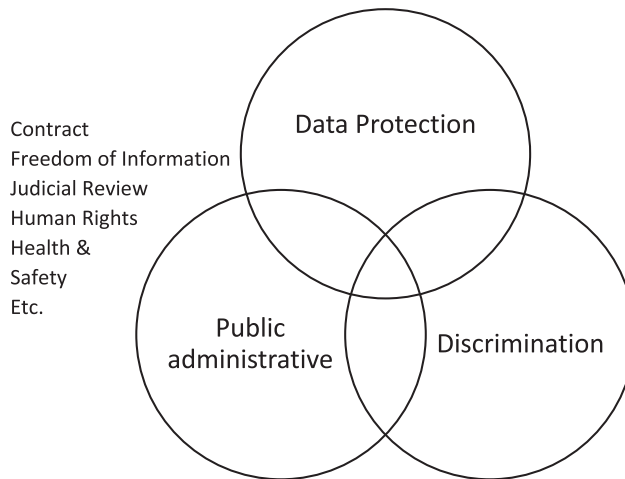 Data Protection
Contract
Freedom of Information
Judicial Review
Human Rights
Health &
Safety
Etc.
Public
administrative
Discrimination